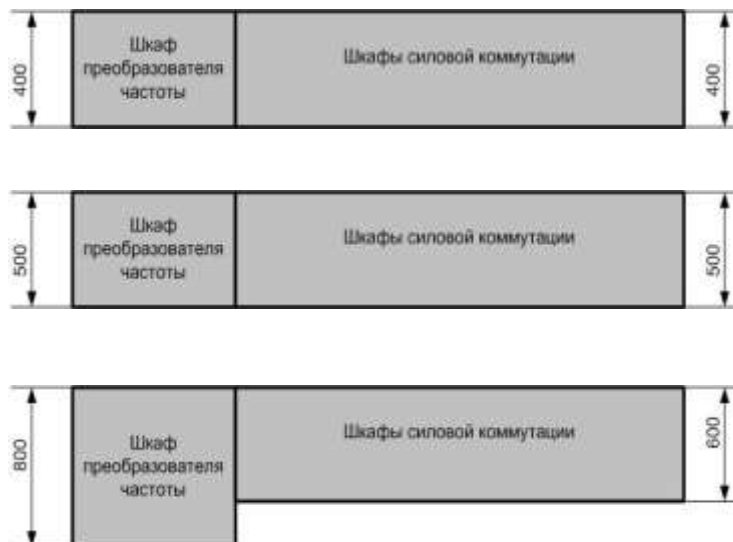 400
Шкаф
преобразователя
частоты
Шкафы силовой коммутации
400
500
Шкаф
преобразователя
частоты
Шкафы силовой коммутации
500
800
Шкаф
преобразователя
частоты
Шкафы силовой коммутации
600